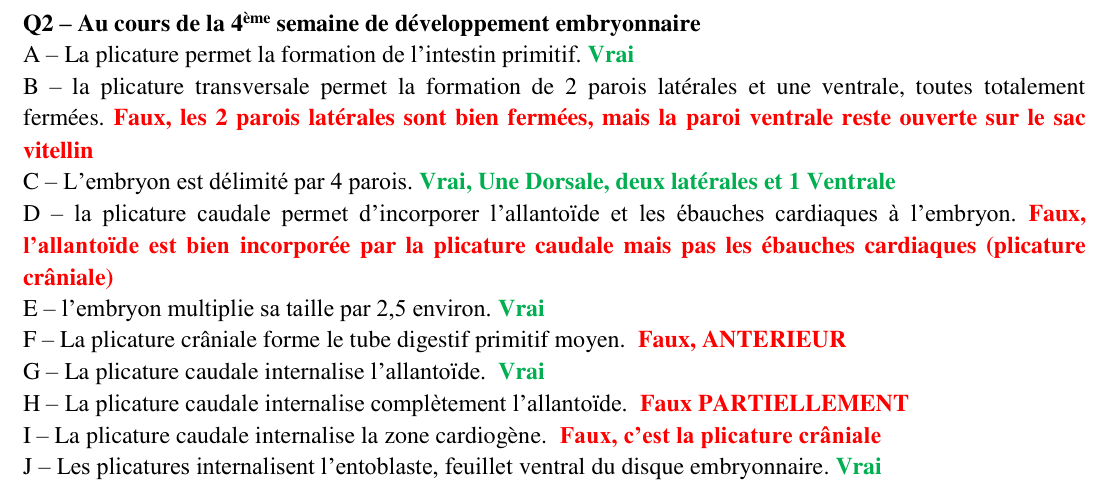 Q2 – Au cours de la 4ème semaine de développement embryonnaire
A – La plicature permet la formation de l'intestin primitif. Vrai
B – la plicature transversale permet la formation de 2 parois latérales et une ventrale, toutes totalement
fermées. Faux, les 2 parois latérales sont bien fermées, mais la paroi ventrale reste ouverte sur le sac
vitellin
C – L'embryon est délimité par 4 parois. Vrai, Une Dorsale, deux latérales et 1 Ventrale
D – la plicature caudale permet d'incorporer l'allantoïde et les ébauches cardiaques à l'embryon. Faux,
l'allantoïde est bien incorporée par la plicature caudale mais pas les ébauches cardiaques (plicature
crâniale)
E – l'embryon multiplie sa taille par 2,5 environ. Vrai
F – La plicature crâniale forme le tube digestif primitif moyen. Faux, ANTERIEUR
G – La plicature caudale internalise l'allantoïde. Vrai
H – La plicature caudale internalise complètement l'allantoïde. Faux PARTIELLEMENT
I – La plicature caudale internalise la zone cardiogène. Faux, c'est la plicature crâniale
J – Les plicatures internalisent l'entoblaste, feuillet ventral du disque embryonnaire. Vrai